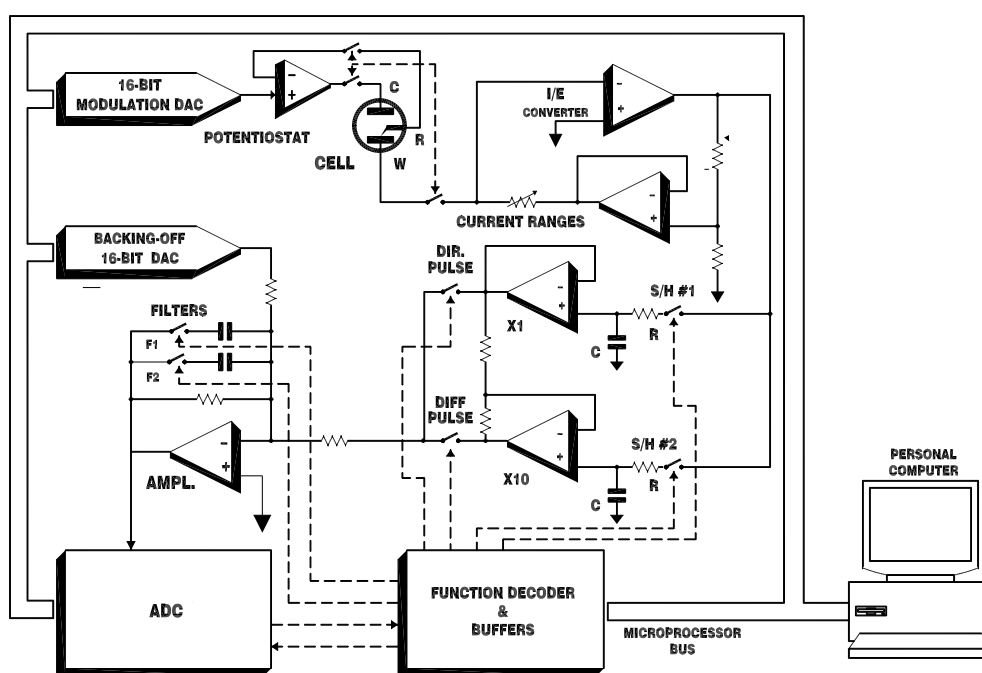 16-BIT
MODULATION DAC
POTENTIOSTAT
C
R
W
CELL
I/E
CONVERTER
CURRENT RANGES
BACKING-OFF
16-BIT DAC
FILTERS
F1
F2
AMPL.
DIR.
PULSE
X1
S/H #1
R
C
DIFF
PULSE
X10
S/H #2
R
C
PERSONAL
COMPUTER
ADC
FUNCTION DECODER
&
BUFFERS
MICROPROCESSOR
BUS